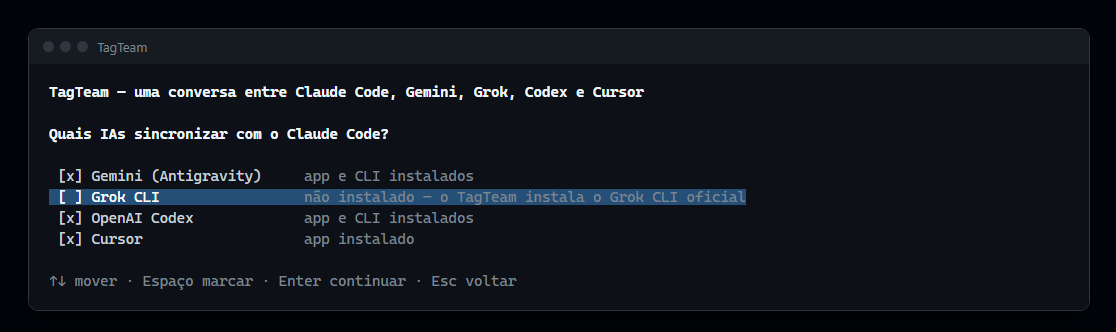 TagTeam
TagTeam — uma conversa entre Claude Code, Gemini, Grok, Codex e Cursor
Quais IAs sincronizar com o Claude Code?
[x] Gemini (Antigravity) app e CLI instalados
[ ] Grok CLI não instalado — o TagTeam instala o Grok CLI oficial
[x] OpenAI Codex app e CLI instalados
[x] Cursor app instalado
↑↓ mover · Espaço marcar · Enter continuar · Esc voltar